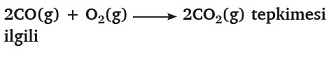 2CO(g) + O₂(g) ⟶ 2CO₂(g) tepkimesi
ilgili